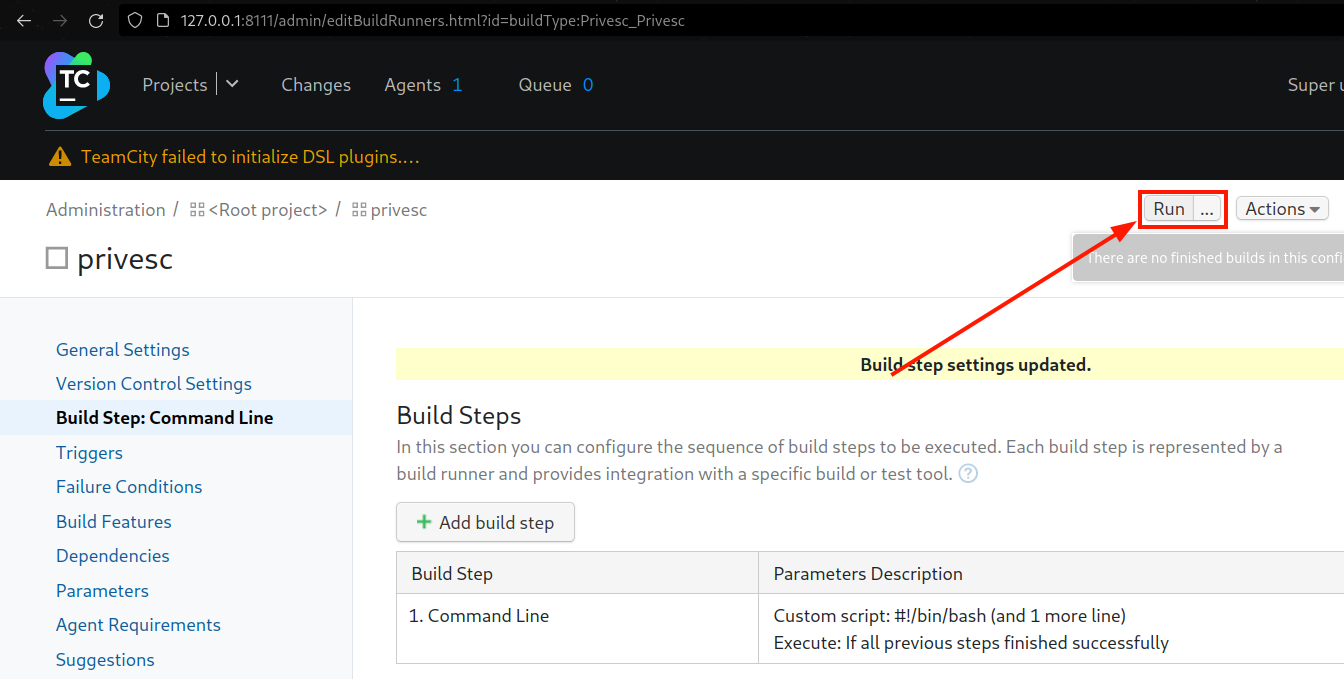 127.0.0.1:8111/admin/editBuildRunners.html?id=buildType:Privesc_Privesc
TC Projects Changes Agents 1 Queue 0 Super u
TeamCity failed to initialize DSL plugins....
Administration / <Root project> / privesc Run ... Actions
privesc
There are no finished builds in this confi
General Settings
Version Control Settings
Build Step: Command Line
Triggers
Failure Conditions
Build Features
Dependencies
Parameters
Agent Requirements
Suggestions
Build step settings updated.
Build Steps
In this section you can configure the sequence of build steps to be executed. Each build step is represented by a
build runner and provides integration with a specific build or test tool. ?
+ Add build step
Build Step Parameters Description
1. Command Line Custom script: #!/bin/bash (and 1 more line)
Execute: If all previous steps finished successfully